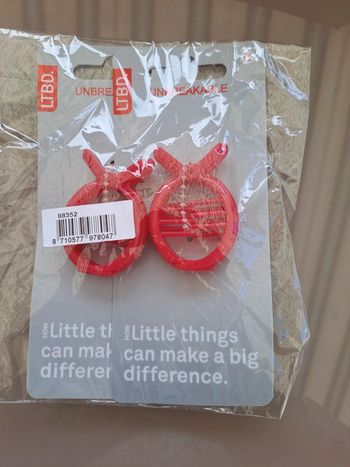 LTBD.
UNBRE
LTBD.
UNBREAKABLE
88352
8 710577 978047
HOW
Little th
can mak
differen
Little things
can make a big
difference.